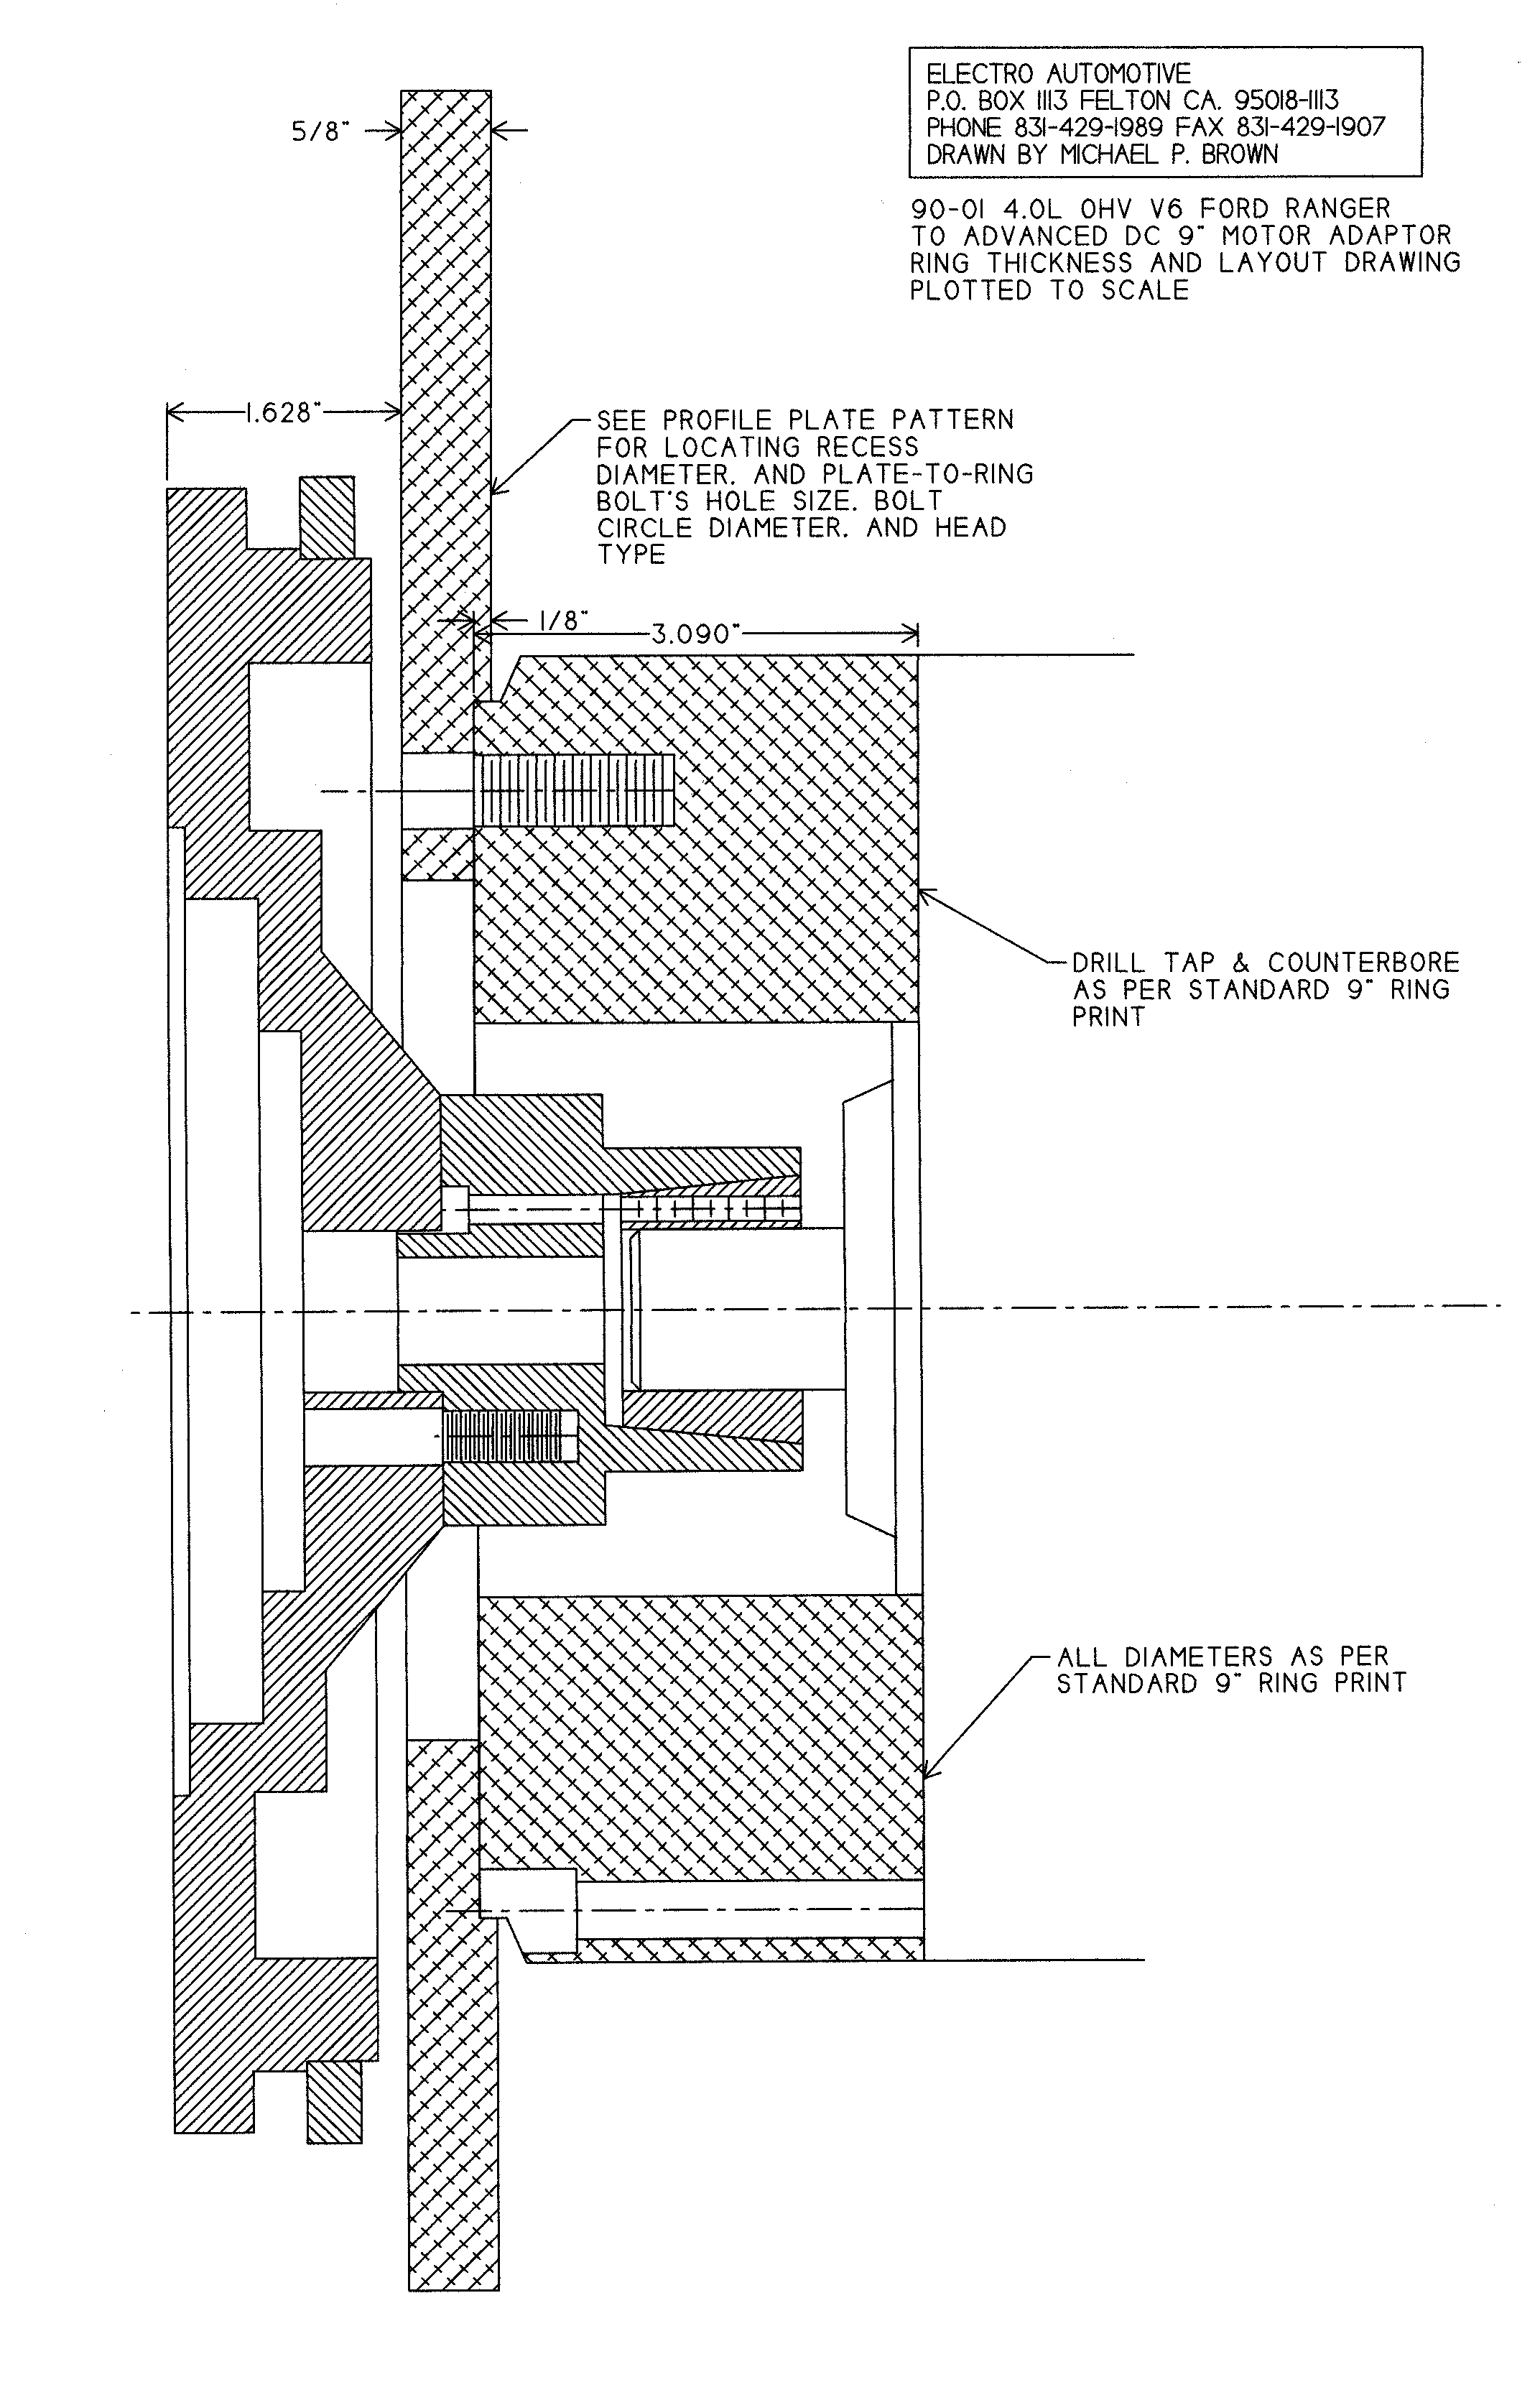 ELECTRO AUTOMOTIVE
P.O. BOX 1113 FELTON CA. 95018-1113
PHONE 831-429-1989 FAX 831-429-1907
DRAWN BY MICHAEL P. BROWN
90-01 4.0L OHV V6 FORD RANGER
TO ADVANCED DC 9" MOTOR ADAPTOR
RING THICKNESS AND LAYOUT DRAWING
PLOTTED TO SCALE
5/8"
1.628"
SEE PROFILE PLATE PATTERN
FOR LOCATING RECESS
DIAMETER. AND PLATE-TO-RING
BOLT'S HOLE SIZE. BOLT
CIRCLE DIAMETER. AND HEAD
TYPE
1/8"
3.090"
DRILL TAP & COUNTERBORE
AS PER STANDARD 9" RING
PRINT
ALL DIAMETERS AS PER
STANDARD 9" RING PRINT